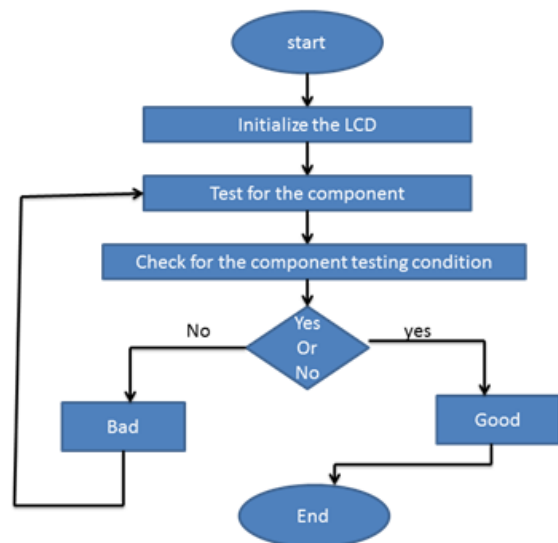 start
Initialize the LCD
Test for the component
Check for the component testing condition
Yes
Or
No
No
yes
Bad
Good
End